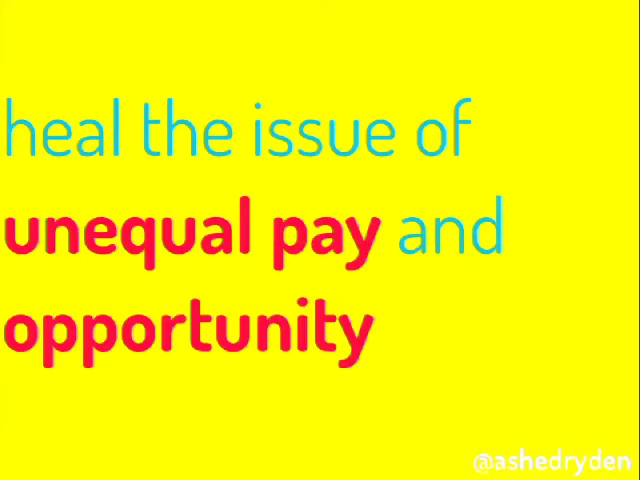 heal the issue of
unequal pay and
opportunity
@ashedryden